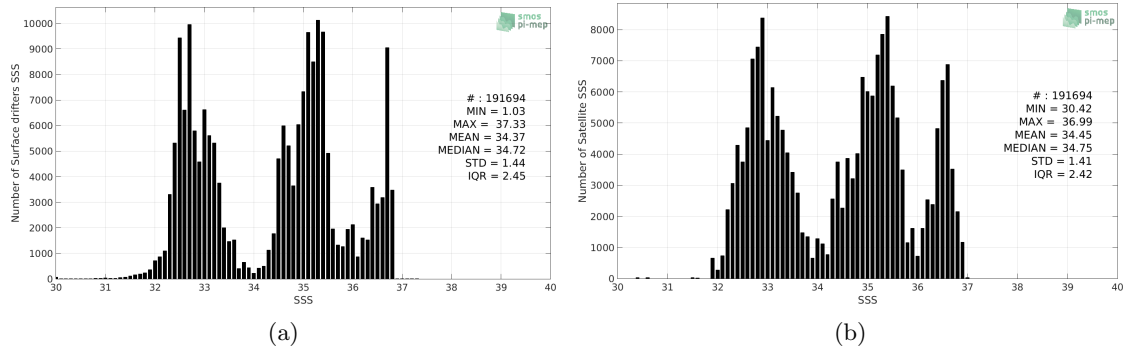 Number of Surface drifters SSS
10000
9000
8000
7000
6000
5000
4000
3000
2000
1000
0
30 31 32 33 34 35 36 37 38 39 40
SSS
smos
pi-mep
# : 191694
MIN = 1.03
MAX = 37.33
MEAN = 34.37
MEDIAN = 34.72
STD = 1.44
IQR = 2.45
(a)
Number of Satellite SSS
8000
7000
6000
5000
4000
3000
2000
1000
0
30 31 32 33 34 35 36 37 38 39 40
SSS
smos
pi-mep
# : 191694
MIN = 30.42
MAX = 36.99
MEAN = 34.45
MEDIAN = 34.75
STD = 1.41
IQR = 2.42
(b)